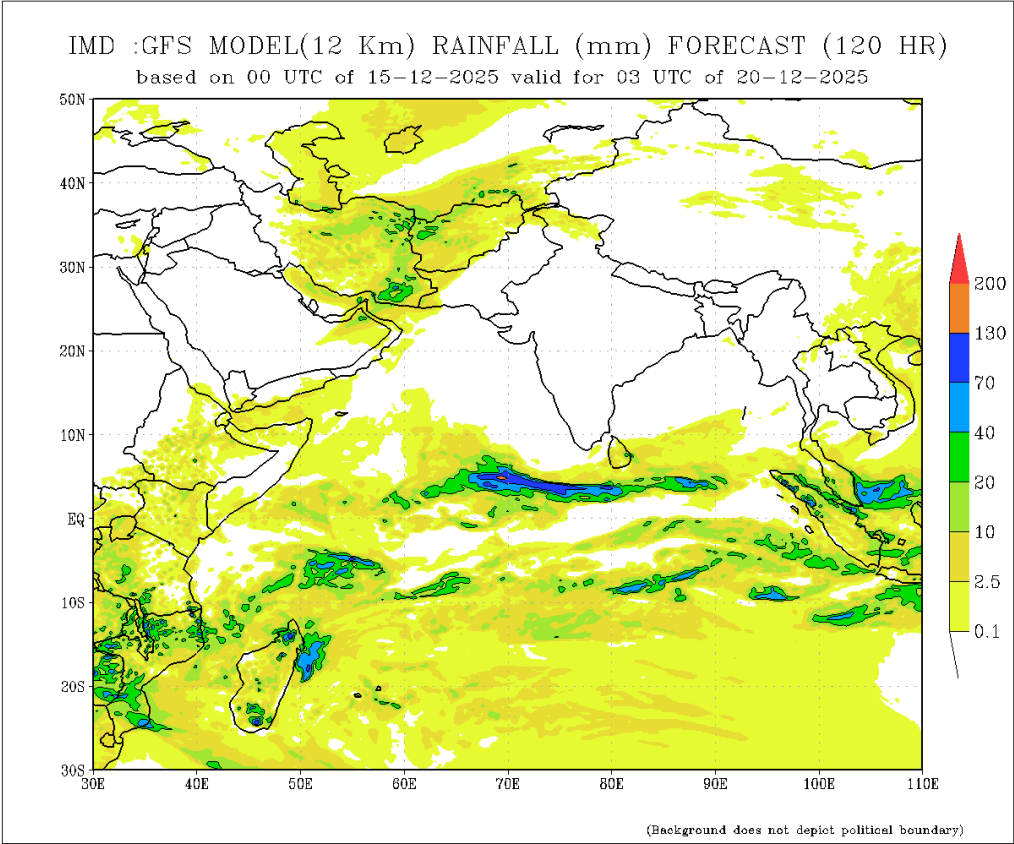 IMD :GFS MODEL(12 Km) RAINFALL (mm) FORECAST (120 HR)
based on 00 UTC of 15-12-2025 valid for 03 UTC of 20-12-2025
50N
40N
30N
20N
10N
EQ
10S
20S
30S
30E 40E 50E 60E 70E 80E 90E 100E 110E
200
130
70
40
20
10
2.5
0.1
(Background does not depict political boundary)